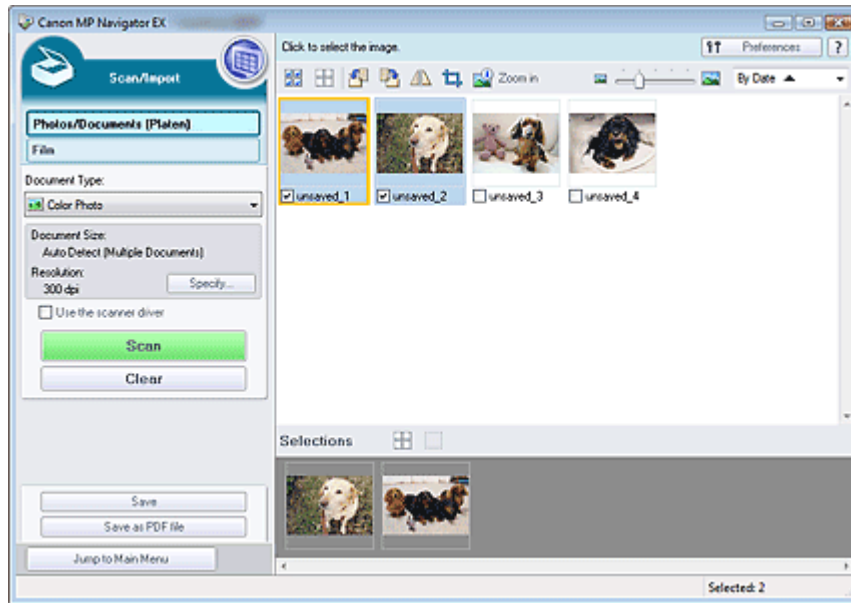 Canon MP Navigator EX
Scan/Import
Click to select the image.
Preferences
?
Zoom in
By Date
Photos/Documents (Platen)
Film
Document Type:
Color Photo
Document Size:
Auto Detect (Multiple Documents)
Resolution:
300 dpi
Specify...
Use the scanner driver
Scan
Clear
unsaved_1
unsaved_2
unsaved_3
unsaved_4
Selections
Save
Save as PDF file
Jump to Main Menu
Selected: 2